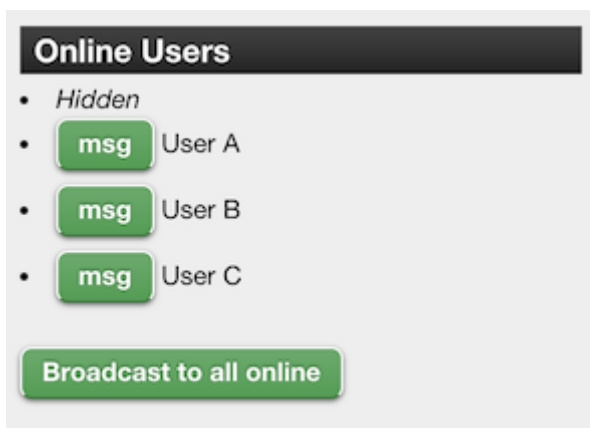 Online Users
Hidden
msg User A
msg User B
msg User C
Broadcast to all online